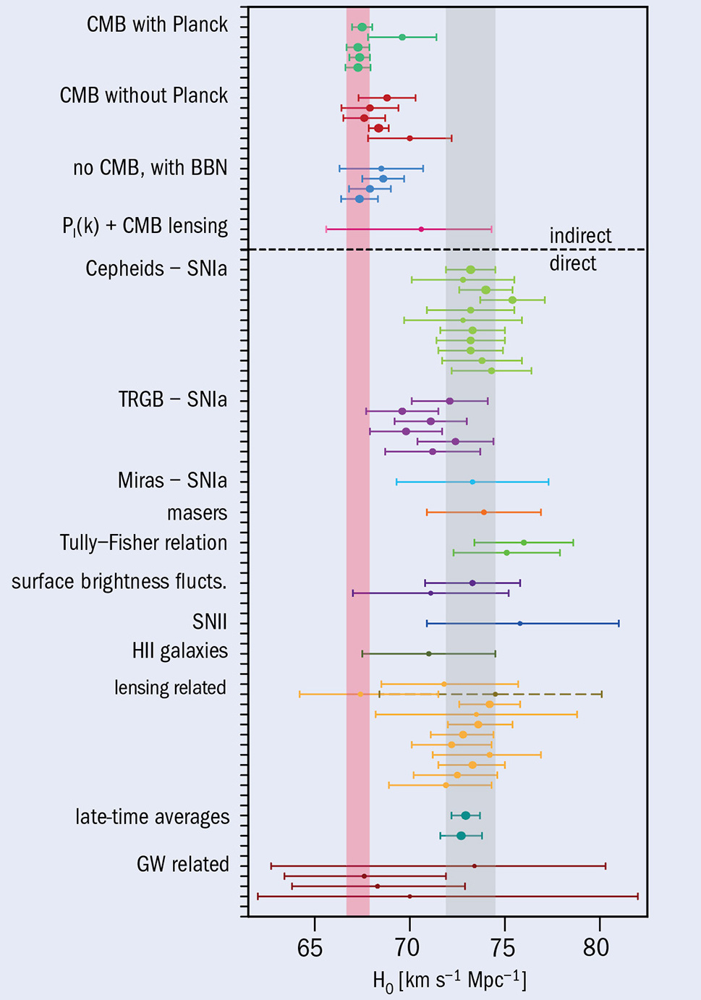 CMB with Planck
CMB without Planck
no CMB, with BBN
Pₗ(k) + CMB lensing
indirect
direct
Cepheids – SNIa
TRGB – SNIa
Miras – SNIa
masers
Tully–Fisher relation
surface brightness flucts.
SNII
HII galaxies
lensing related
late-time averages
GW related
65 70 75 80
H₀ [km s⁻¹ Mpc⁻¹]